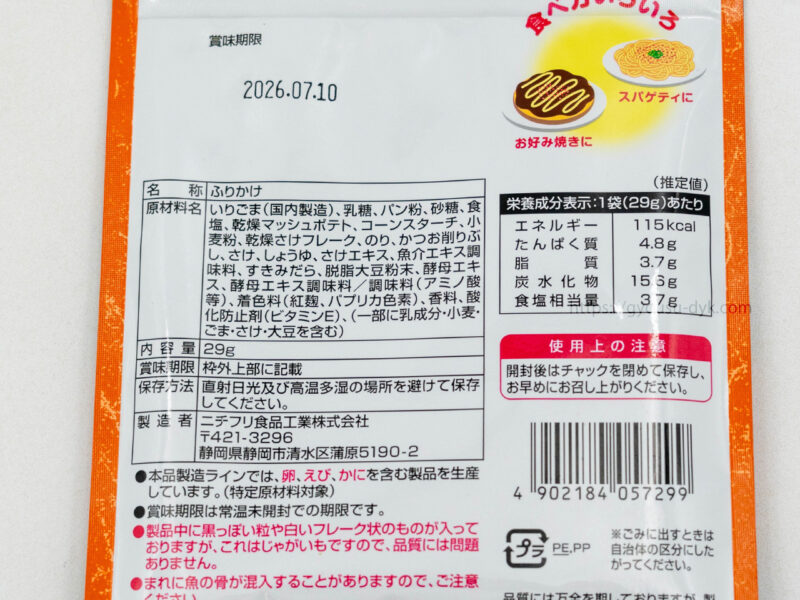 食べ方いろいろ
賞味期限
2026.07.10
スパゲティに
お好み焼きに
名 称 ふりかけ
原材料名 いりごま(国内製造)、乳糖、パン粉、砂糖、食
塩、乾燥マッシュポテト、コーンスターチ、小
麦粉、乾燥さけフレーク、のり、かつお削りぶ
し、さけ、しょうゆ、さけエキス、魚介エキス調
味料、すきみだら、脱脂大豆粉末、酵母エキ
ス、酵母エキス調味料／調味料(アミノ酸
等)、着色料(紅麹、パプリカ色素)、香料、酸
化防止剤(ビタミンE)、(一部に乳成分・小麦・
ごま・さけ・大豆を含む)
内容量 29g
賞味期限 枠外上部に記載
保存方法 直射日光及び高温多湿の場所を避けて保存
してください。
製造者 ニチフリ食品工業株式会社
〒421-3296
静岡県静岡市清水区蒲原5190-2
(推定値)
栄養成分表示:1袋(29g)あたり
エネルギー 115kcal
たんぱく質 4.8g
脂 質 3.7g
炭水化物 15.6g
食塩相当量 3.7g
https://gyousu-dyk.com
使用上の注意
開封後はチャックを閉めて保存し、
お早めにお召し上がりください。
4 902184 057299
●本品製造ラインでは、卵、えび、かにを含む製品を生産
しています。(特定原材料対象)
●賞味期限は常温未開封での期限です。
●製品中に黒っぽい粒や白いフレーク状のものが入って
おりますが、これはじゃがいもですので、品質には問題
ありません。
●まれに魚の骨が混入することがありますので、ご注意
ください。
プラ PE,PP
※ごみに出すときは
自治体の区分にした
がってください。
品質には万全を期しておりますが、製